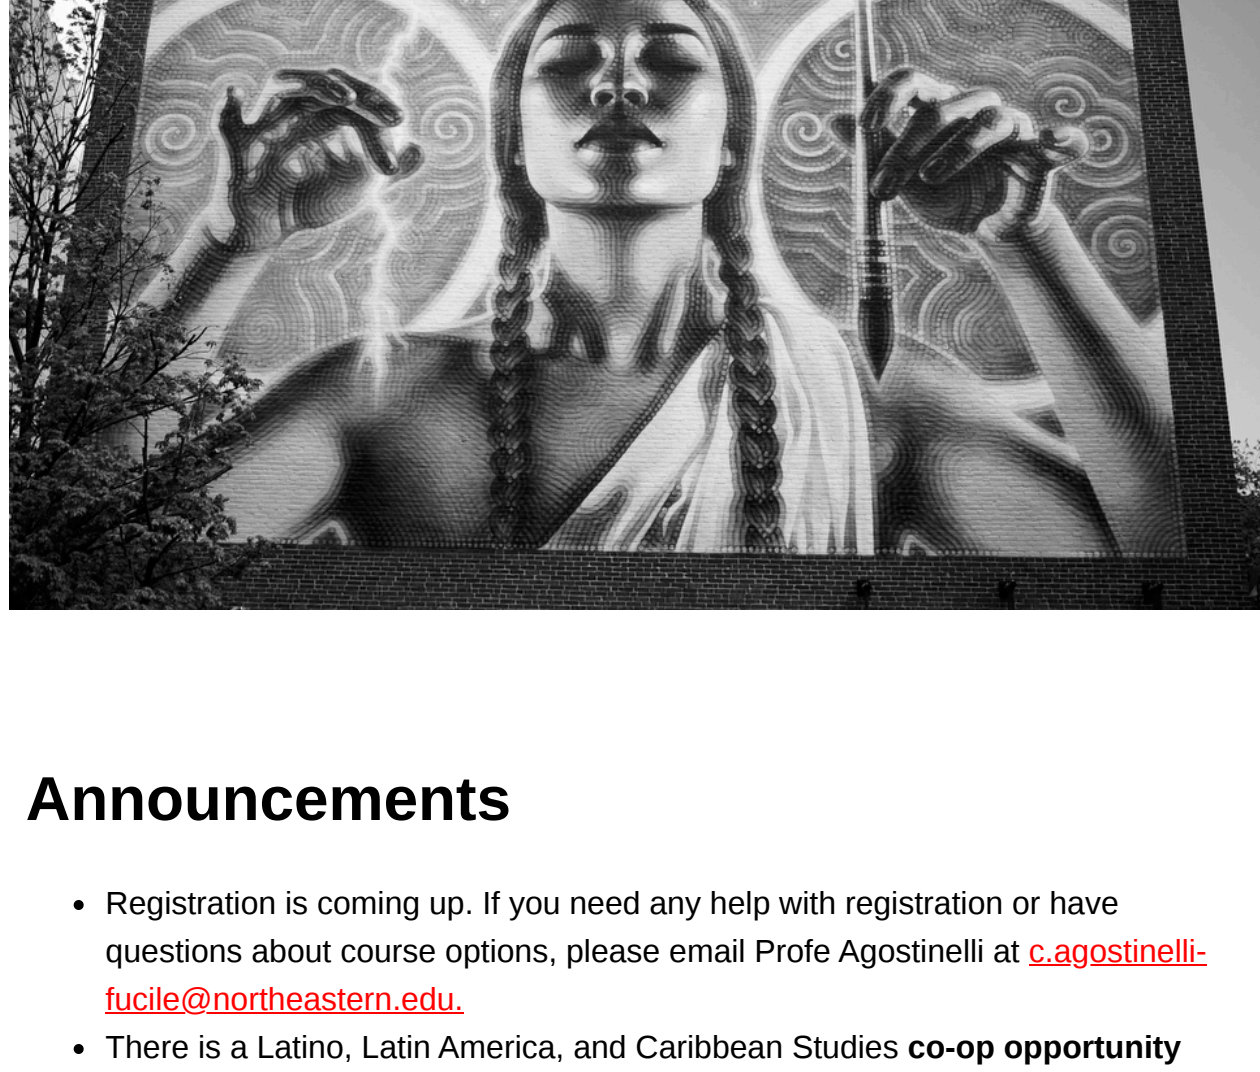 Announcements
Registration is coming up. If you need any help with registration or have
questions about course options, please email Profe Agostinelli at c.agostinelli-
fucile@northeastern.edu.
There is a Latino, Latin America, and Caribbean Studies co-op opportunity